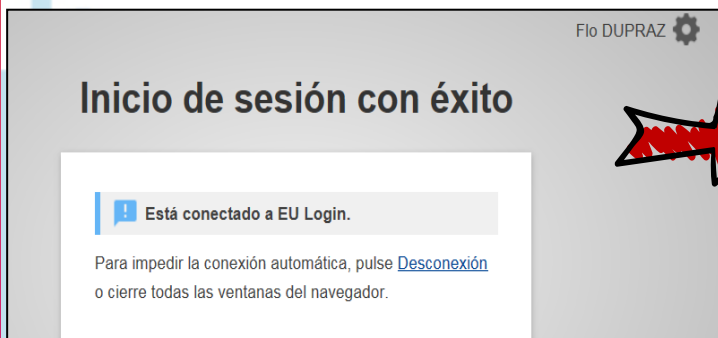 Flo DUPRAZ
Inicio de sesión con éxito
Está conectado a EU Login.
Para impedir la conexión automática, pulse Desconexión
o cierre todas las ventanas del navegador.